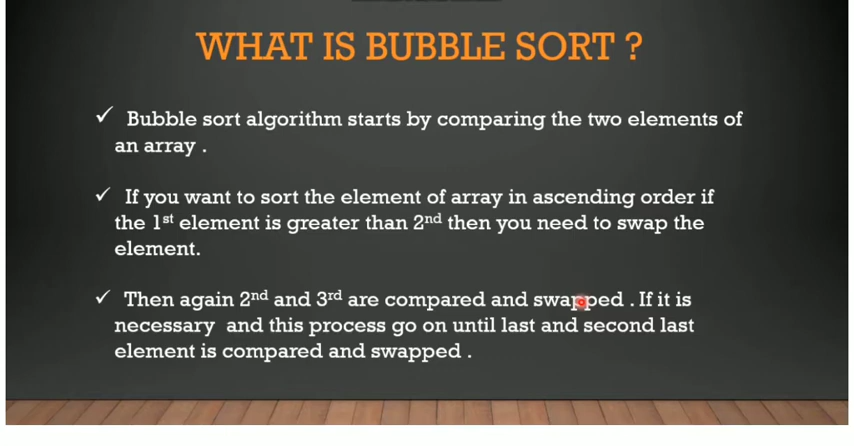 WHAT IS BUBBLE SORT ?
✓ Bubble sort algorithm starts by comparing the two elements of
an array .
✓ If you want to sort the element of array in ascending order if
the 1st element is greater than 2nd then you need to swap the
element.
✓ Then again 2nd and 3rd are compared and swapped . If it is
necessary and this process go on until last and second last
element is compared and swapped .